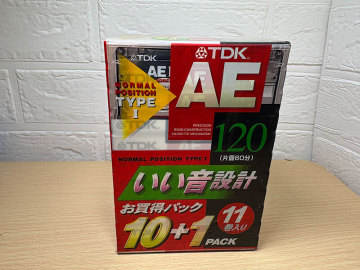 TDK
TDK
AE
AE
NORMAL
POSITION
TYPE
I
TDK
PRECISION
RIGID CONSTRUCTION
CASSETTE MECHANISM
120
(片面60分)
NORMAL POSITION TYPE I
いい音設計
お買得パック
10+1
PACK
11
巻入り